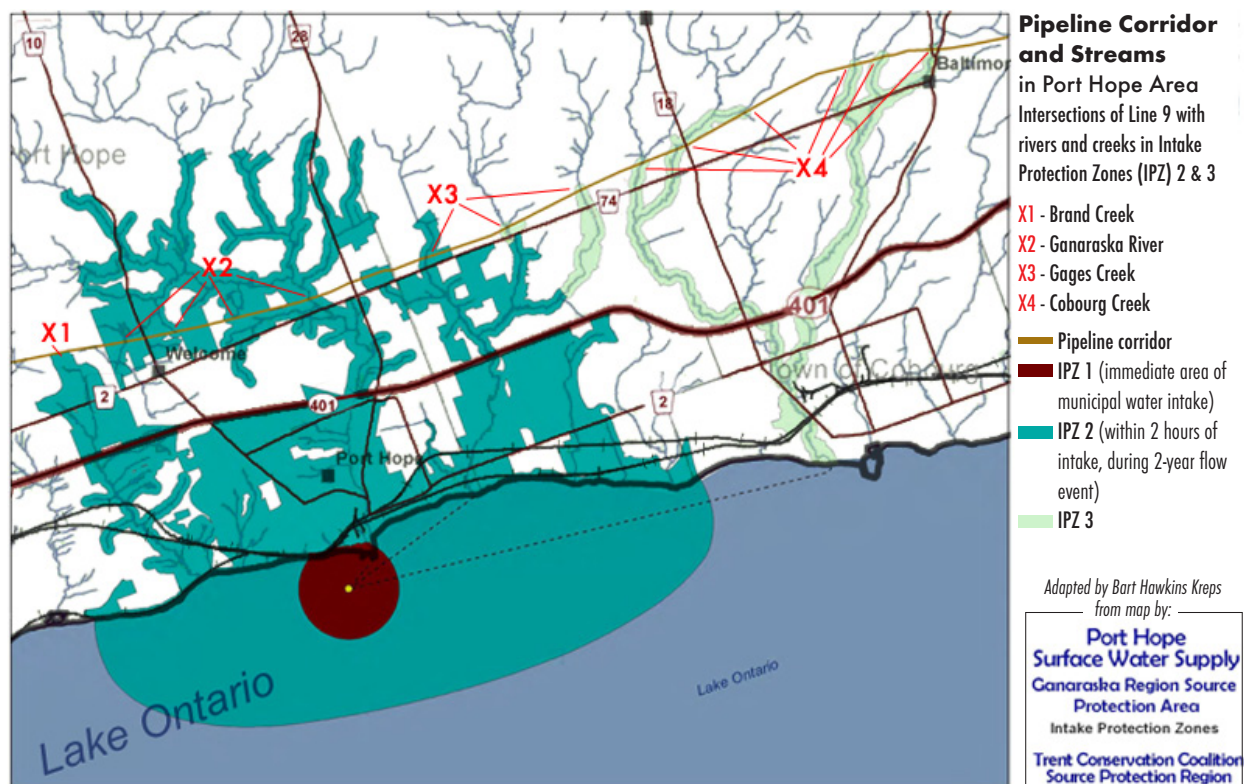 Pipeline Corridor
and Streams
in Port Hope Area
Intersections of Line 9 with
rivers and creeks in Intake
Protection Zones (IPZ) 2 & 3
X1 - Brand Creek
X2 - Ganaraska River
X3 - Gages Creek
X4 - Cobourg Creek
Pipeline corridor
IPZ 1 (immediate area of
municipal water intake)
IPZ 2 (within 2 hours of
intake, during 2-year flow
event)
IPZ 3
Adapted by Bart Hawkins Kreps
from map by:
Port Hope
Surface Water Supply
Ganaraska Region Source
Protection Area
Intake Protection Zones
Trent Conservation Coalition
Source Protection Region
10
28
18
Baltimor
Port Hope
X4
X3
74
X2
X1
Welcome
401
Town of Cobourg
2
401
2
Port Hope
Lake Ontario
Lake Ontario